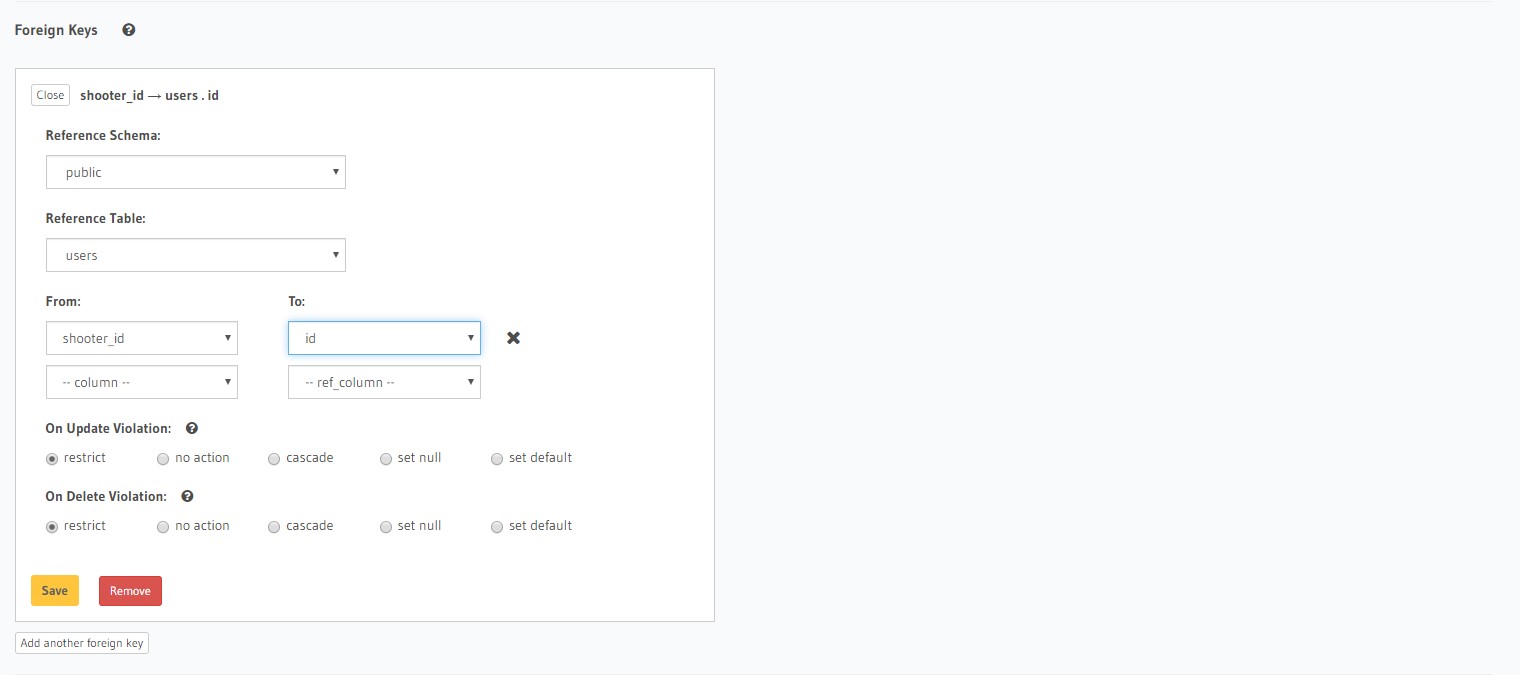 Foreign Keys
Close shooter_id → users . id
Reference Schema:
public
Reference Table:
users
From: To:
shooter_id id
-- column -- -- ref_column --
On Update Violation:
restrict no action cascade set null set default
On Delete Violation:
restrict no action cascade set null set default
Save Remove
Add another foreign key